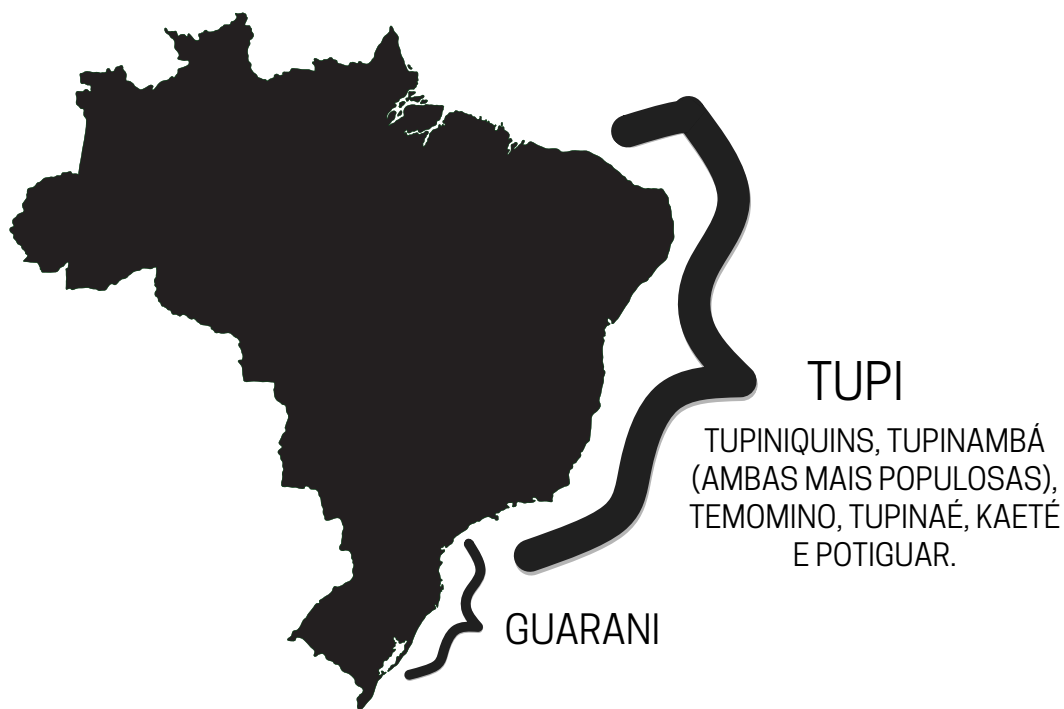 TUPI
TUPINIQUINS, TUPINAMBÁ
(AMBAS MAIS POPULOSAS),
TEMOMINO, TUPINAÉ, KAETÉ
E POTIGUAR.
GUARANI